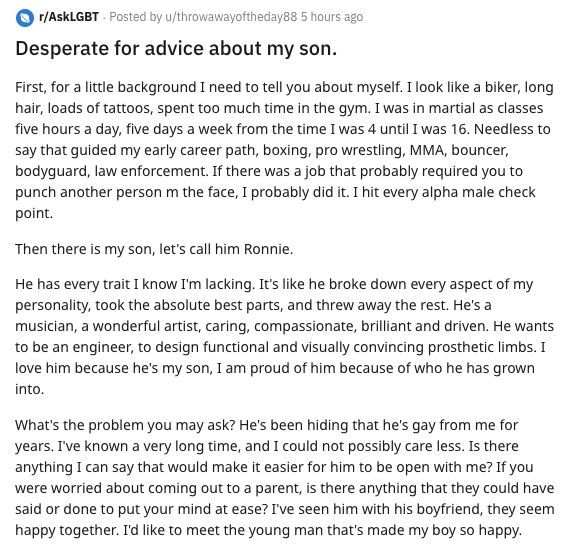 r/AskLGBT · Posted by u/throwawayoftheday88 5 hours ago
Desperate for advice about my son.
First, for a little background I need to tell you about myself. I look like a biker, long
hair, loads of tattoos, spent too much time in the gym. I was in martial as classes
five hours a day, five days a week from the time I was 4 until I was 16. Needless to
say that guided my early career path, boxing, pro wrestling, MMA, bouncer,
bodyguard, law enforcement. If there was a job that probably required you to
punch another person m the face, I probably did it. I hit every alpha male check
point.
Then there is my son, let's call him Ronnie.
He has every trait I know I'm lacking. It's like he broke down every aspect of my
personality, took the absolute best parts, and threw away the rest. He's a
musician, a wonderful artist, caring, compassionate, brilliant and driven. He wants
to be an engineer, to design functional and visually convincing prosthetic limbs. I
love him because he's my son, I am proud of him because of who he has grown
into.
What's the problem you may ask? He's been hiding that he's gay from me for
years. I've known a very long time, and I could not possibly care less. Is there
anything I can say that would make it easier for him to be open with me? If you
were worried about coming out to a parent, is there anything that they could have
said or done to put your mind at ease? I've seen him with his boyfriend, they seem
happy together. I'd like to meet the young man that's made my boy so happy.